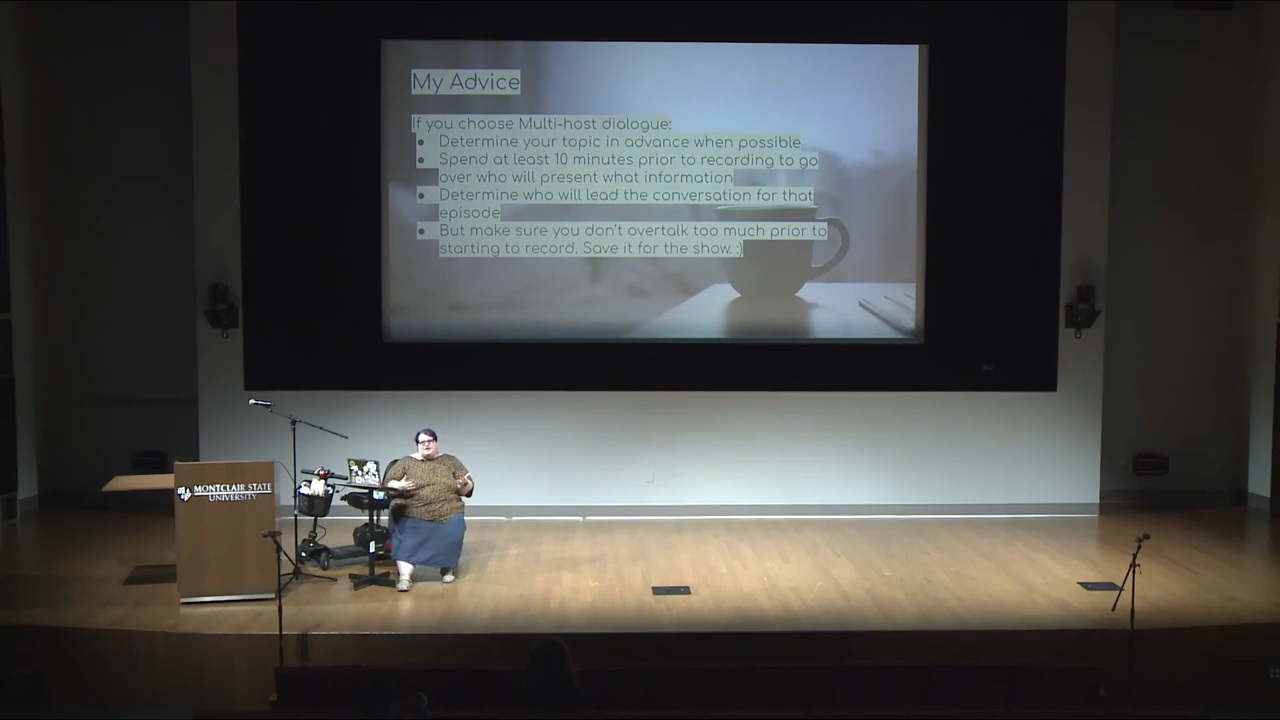 My Advice
If you choose Multi-host dialogue:
● Determine your topic in advance when possible
● Spend at least 10 minutes prior to recording to go
over who will present what information
● Determine who will lead the conversation for that
episode
● But make sure you don't overtalk too much prior to
starting to record. Save it for the show. :)
MONTCLAIR STATE
UNIVERSITY